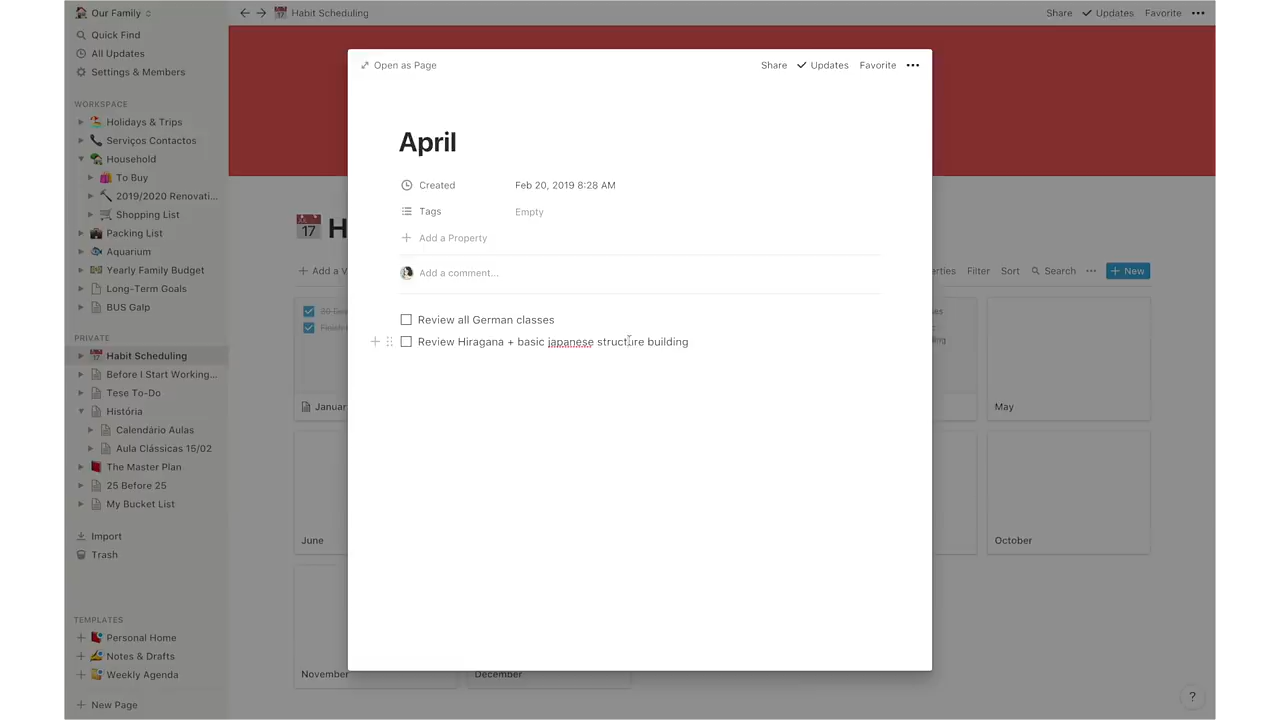 Our Family
Habit Scheduling
Share
Updates
Favorite
Quick Find
All Updates
Settings & Members
WORKSPACE
Holidays & Trips
Serviços Contactos
Household
To Buy
2019/2020 Renovati...
Shopping List
Packing List
Aquarium
Yearly Family Budget
Long-Term Goals
BUS Galp
PRIVATE
Habit Scheduling
Before I Start Working...
Tese To-Do
História
Calendário Aulas
Aula Clássicas 15/02
The Master Plan
25 Before 25
My Bucket List
Import
Trash
TEMPLATES
Personal Home
Notes & Drafts
Weekly Agenda
New Page
Open as Page
Share
Updates
Favorite
April
Created
Feb 20, 2019 8:28 AM
Tags
Empty
Add a Property
Add a comment...
Review all German classes
Review Hiragana + basic japanese structure building
17
H
Add a V
erties
Filter
Sort
Search
New
Januar
May
June
October
November
December
?